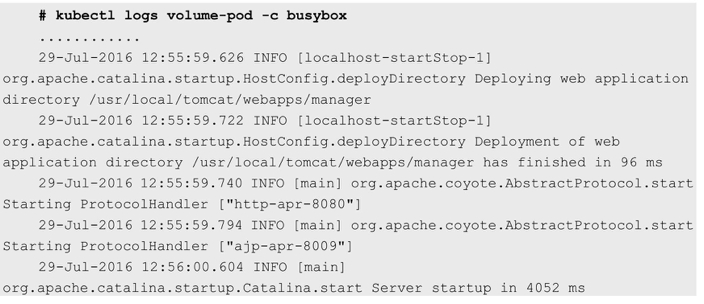 # kubectl logs volume-pod -c busybox
............
29-Jul-2016 12:55:59.626 INFO [localhost-startStop-1]
org.apache.catalina.startup.HostConfig.deployDirectory Deploying web application
directory /usr/local/tomcat/webapps/manager
29-Jul-2016 12:55:59.722 INFO [localhost-startStop-1]
org.apache.catalina.startup.HostConfig.deployDirectory Deployment of web
application directory /usr/local/tomcat/webapps/manager has finished in 96 ms
29-Jul-2016 12:55:59.740 INFO [main] org.apache.coyote.AbstractProtocol.start
Starting ProtocolHandler ["http-apr-8080"]
29-Jul-2016 12:55:59.794 INFO [main] org.apache.coyote.AbstractProtocol.start
Starting ProtocolHandler ["ajp-apr-8009"]
29-Jul-2016 12:56:00.604 INFO [main]
org.apache.catalina.startup.Catalina.start Server startup in 4052 ms